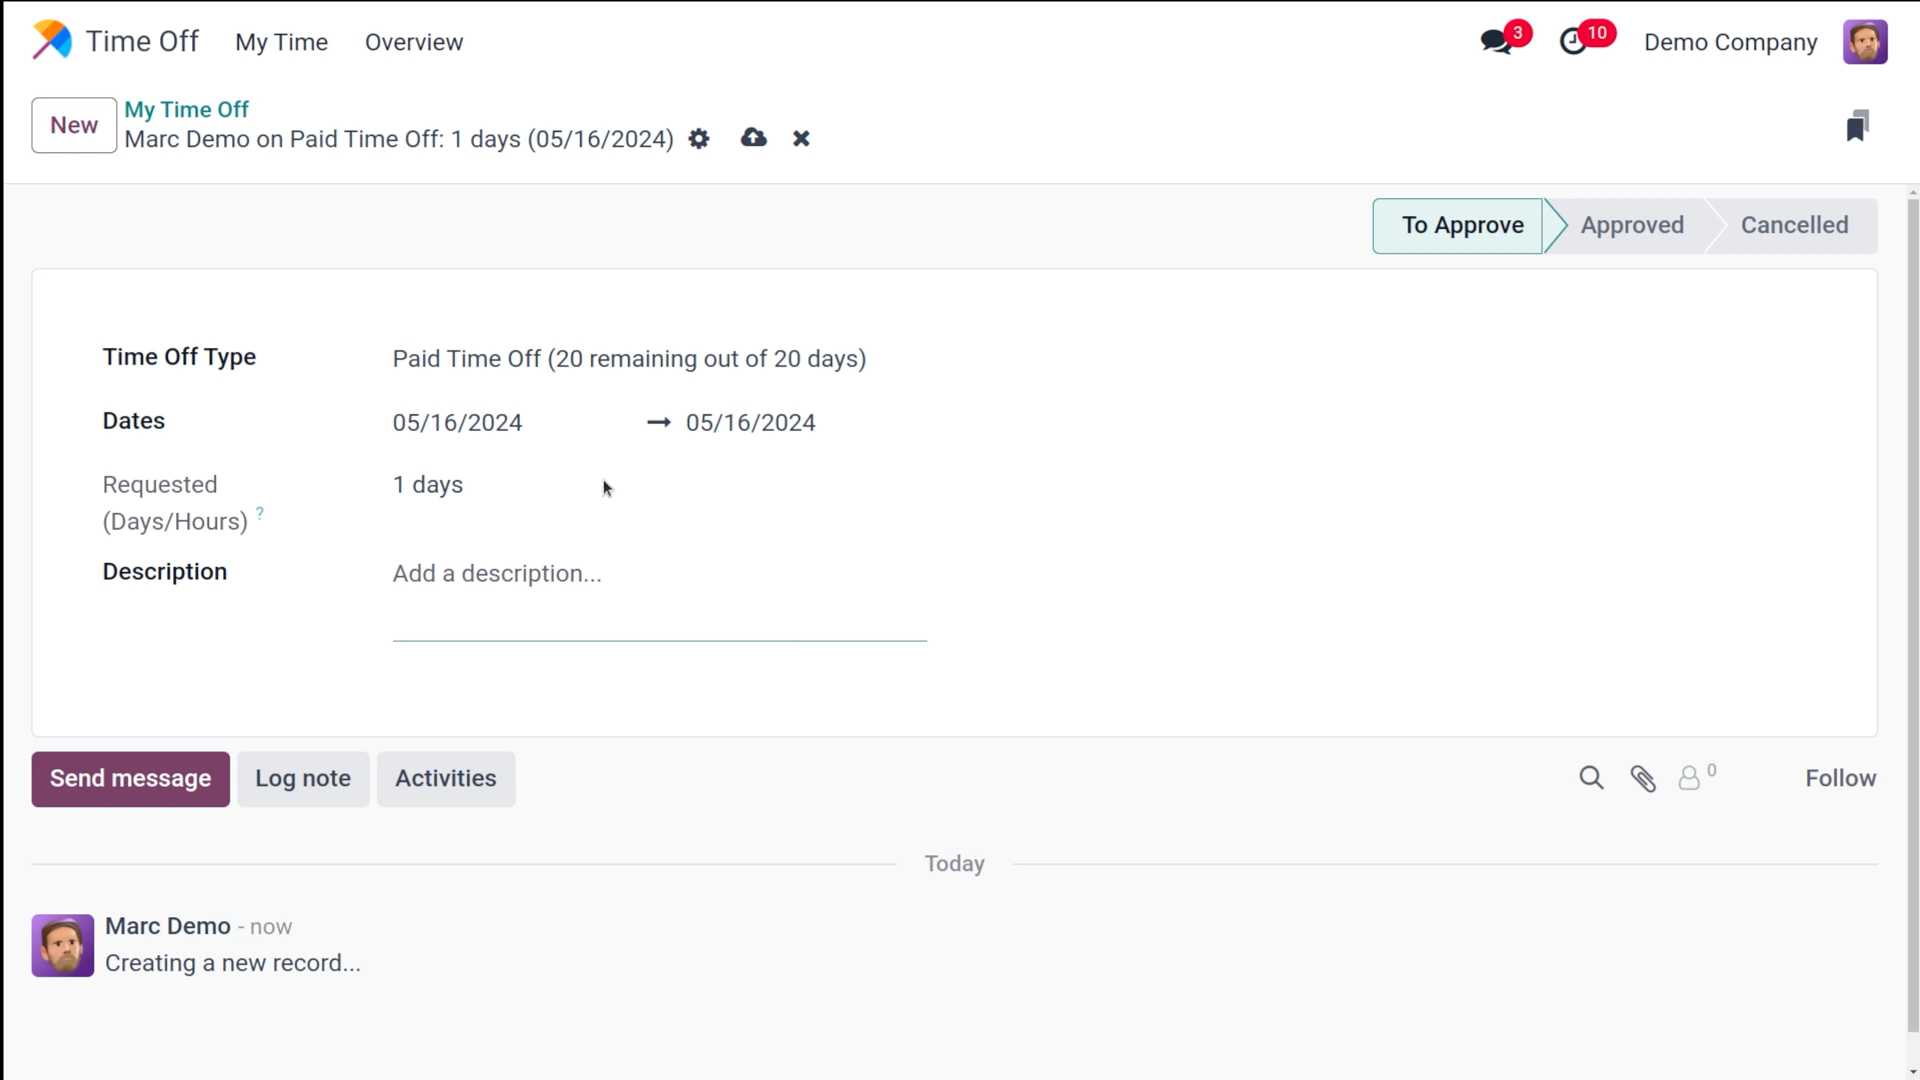 Time Off My Time Overview 3 10 Demo Company
New My Time Off
Marc Demo on Paid Time Off: 1 days (05/16/2024)
To Approve Approved Cancelled
Time Off Type Paid Time Off (20 remaining out of 20 days)
Dates 05/16/2024 → 05/16/2024
Requested 1 days
(Days/Hours) ?
Description Add a description...
Send message Log note Activities 0 Follow
Today
Marc Demo - now
Creating a new record...